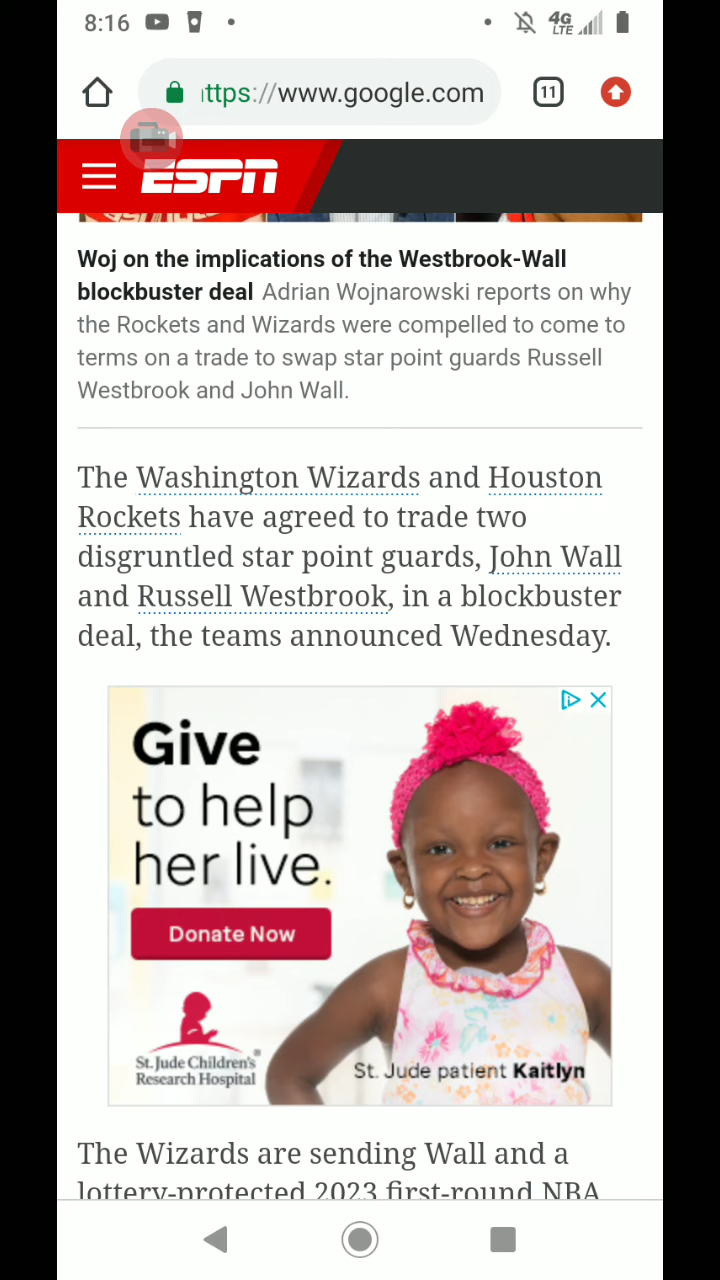 8:16
4G
LTE
ttps://www.google.com
11
ESPN
Woj on the implications of the Westbrook-Wall
blockbuster deal Adrian Wojnarowski reports on why
the Rockets and Wizards were compelled to come to
terms on a trade to swap star point guards Russell
Westbrook and John Wall.
The Washington Wizards and Houston
Rockets have agreed to trade two
disgruntled star point guards, John Wall
and Russell Westbrook, in a blockbuster
deal, the teams announced Wednesday.
Give
to help
her live.
Donate Now
St. Jude Children's®
Research Hospital
St. Jude patient Kaitlyn
The Wizards are sending Wall and a
lottery-protected 2023 first-round NBA